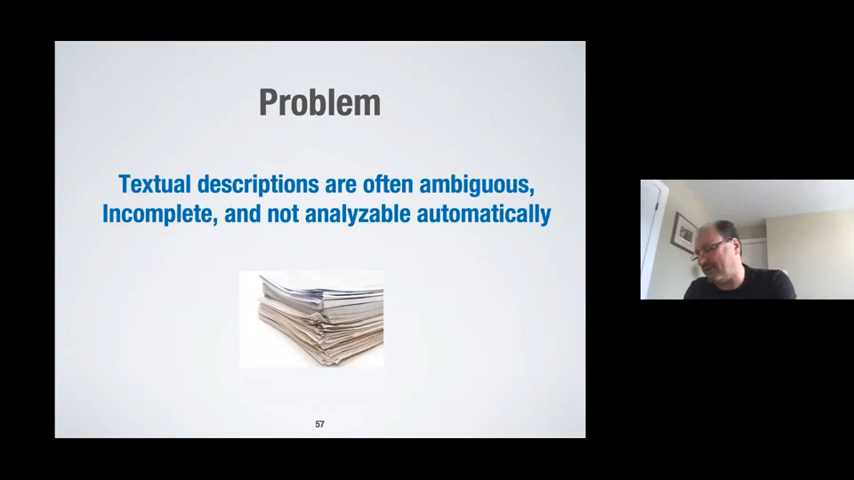 Problem
Textual descriptions are often ambiguous,
Incomplete, and not analyzable automatically
57